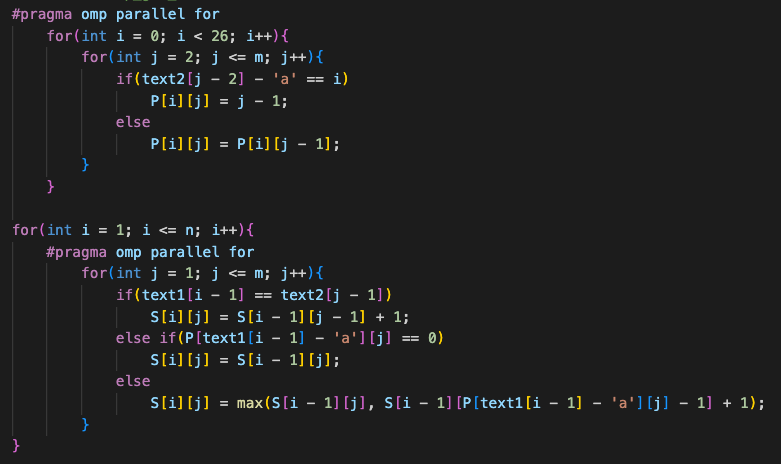 #pragma omp parallel for
    for(int i = 0; i < 26; i++){
        for(int j = 2; j <= m; j++){
            if(text2[j - 2] - 'a' == i)
                P[i][j] = j - 1;
            else
                P[i][j] = P[i][j - 1];
        }
    }

for(int i = 1; i <= n; i++){
    #pragma omp parallel for
        for(int j = 1; j <= m; j++){
            if(text1[i - 1] == text2[j - 1])
                S[i][j] = S[i - 1][j - 1] + 1;
            else if(P[text1[i - 1] - 'a'][j] == 0)
                S[i][j] = S[i - 1][j];
            else
                S[i][j] = max(S[i - 1][j], S[i - 1][P[text1[i - 1] - 'a'][j] - 1] + 1);
        }
}